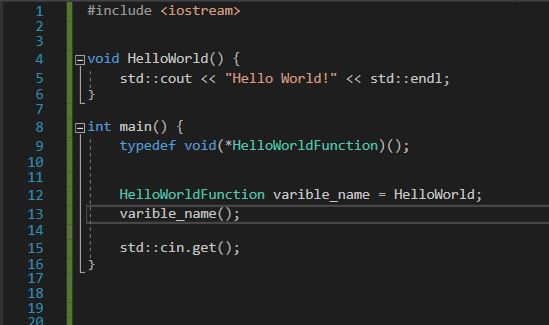 1 #include <iostream>
2
3
4 void HelloWorld() {
5 std::cout << "Hello World!" << std::endl;
6 }
7
8 int main() {
9 typedef void(*HelloWorldFunction)();
10
11
12 HelloWorldFunction varible_name = HelloWorld;
13 varible_name();
14
15 std::cin.get();
16 }
17
18
19
20